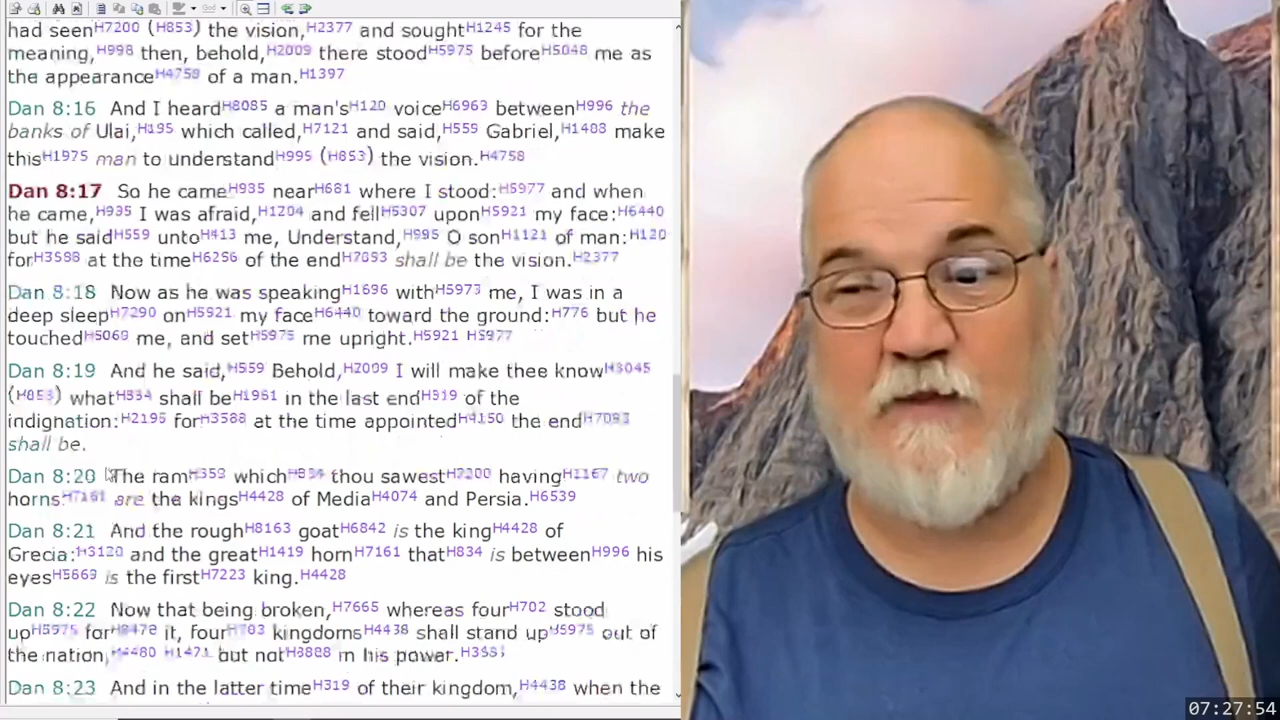 had seenH7200 (H853) the vision,H2377 and soughtH1245 for the
meaning,H998 then, behold,H2009 there stoodH5975 beforeH5048 me as
the appearanceH4758 of a man.H1397
Dan 8:16 And I heardH8085 a man'sH120 voiceH6963 betweenH996 the
banks of Ulai,H195 which called,H7121 and said,H559 Gabriel,H1403 make
thisH1975 man to understandH995 (H853) the vision.H4758
Dan 8:17 So he cameH935 nearH681 where I stood:H5977 and when
he came,H935 I was afraid,H1204 and fellH5307 uponH5921 my face:H6440
but he saidH559 untoH413 me, Understand,H995 O sonH1121 of man:H120
forH3588 at the timeH6256 of the endH7093 shall be the vision.H2377
Dan 8:18 Now as he was speakingH1696 withH5973 me, I was in a
deep sleepH7290 onH5921 my faceH6440 toward the ground:H776 but he
touchedH5060 me, and setH5975 me upright.H5921 H5977
Dan 8:19 And he said,H559 Behold,H2009 I will make thee knowH3045
(H853) whatH834 shall beH1961 in the last endH319 of the
indignation:H2195 forH3588 at the time appointedH4150 the endH7093
shall be.
Dan 8:20 The ramH352 whichH834 thou sawestH7200 havingH1167 two
hornsH7161 are the kingsH4428 of MediaH4074 and Persia.H6539
Dan 8:21 And the roughH8163 goatH6842 is the kingH4428 of
Grecia:H3120 and the greatH1419 hornH7161 thatH834 is betweenH996 his
eyesH5869 is the firstH7223 king.H4428
Dan 8:22 Now that being broken,H7665 whereas fourH702 stood
upH5975 forH8478 it, fourH703 kingdomsH4438 shall stand upH5975 out of
the nation,H4480 H1471 but notH3808 in his power.H3581
Dan 8:23 And in the latter timeH319 of their kingdom,H4438 when the
07:27:54